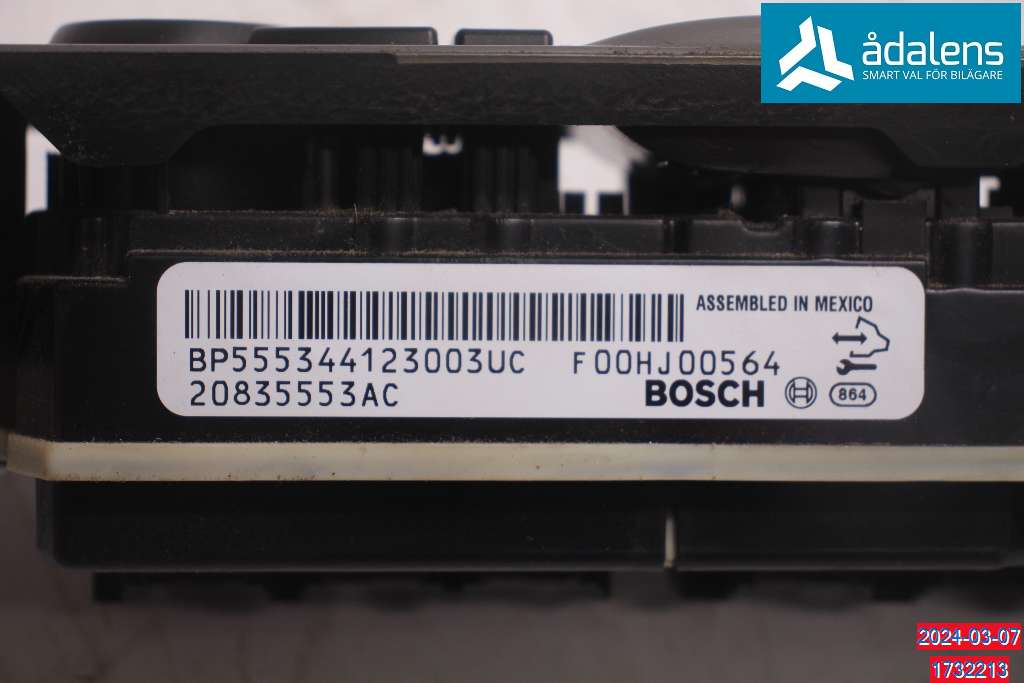 ådalens
SMART VAL FÖR BILÄGARE
ASSEMBLED IN MEXICO
BP555344123003UC F00HJ00564
20835553AC BOSCH 864
2024-03-07
1732213